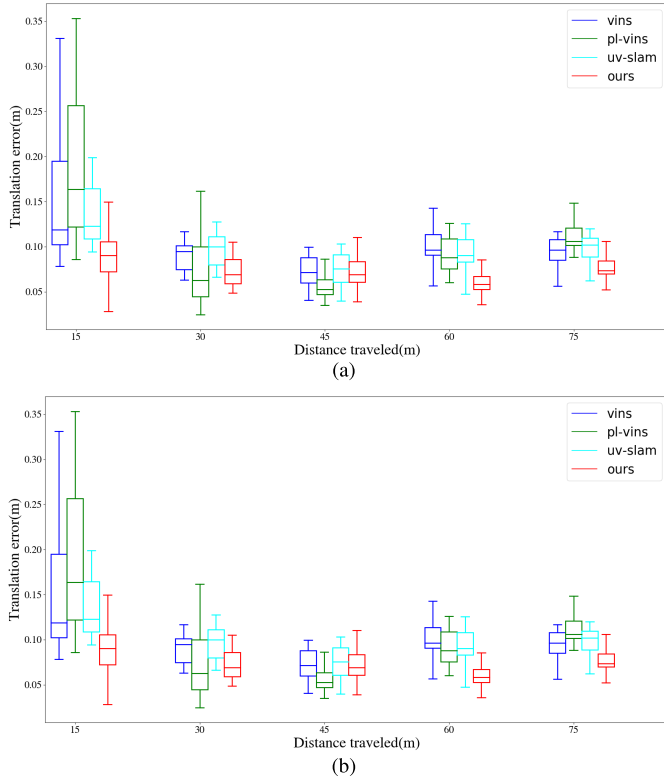 0.35
0.30
0.25
0.20
0.15
0.10
0.05
Translation error(m)
vins
pl-vins
uv-slam
ours
15 30 45 60 75
Distance traveled(m)
(a)
0.35
0.30
0.25
0.20
0.15
0.10
0.05
Translation error(m)
vins
pl-vins
uv-slam
ours
15 30 45 60 75
Distance traveled(m)
(b)